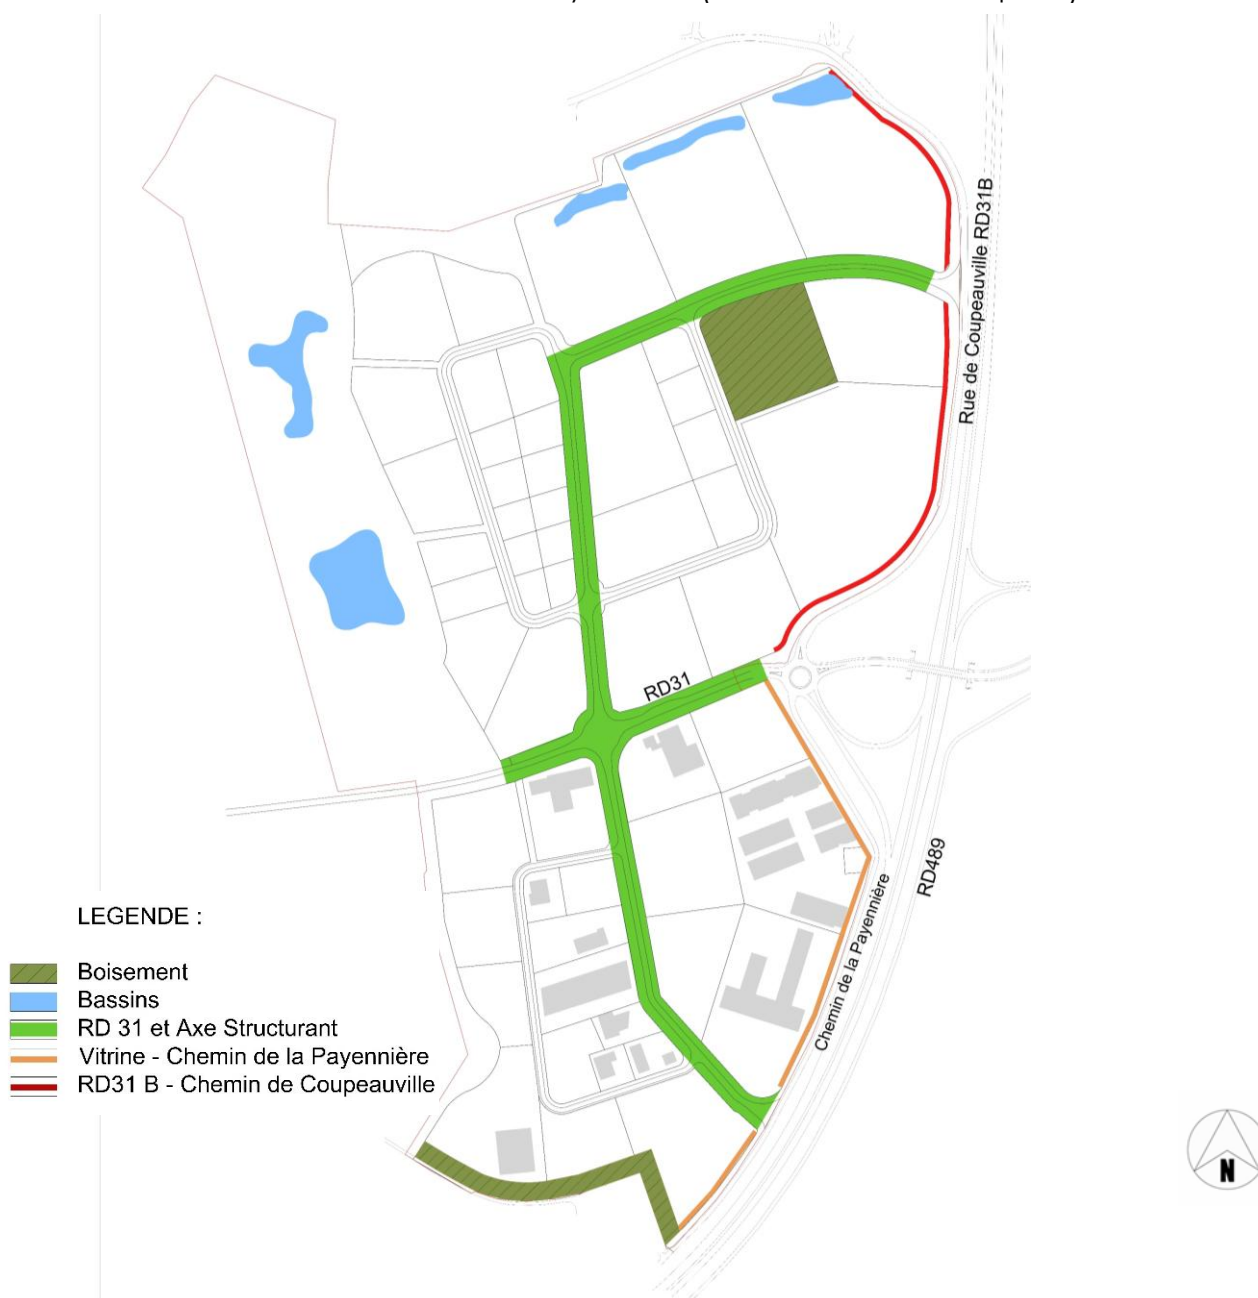 Rue de Coupeauville RD31B
RD31
RD489
Chemin de la Payennière
LEGENDE :
Boisement
Bassins
RD 31 et Axe Structurant
Vitrine - Chemin de la Payennière
RD31 B - Chemin de Coupeauville
N